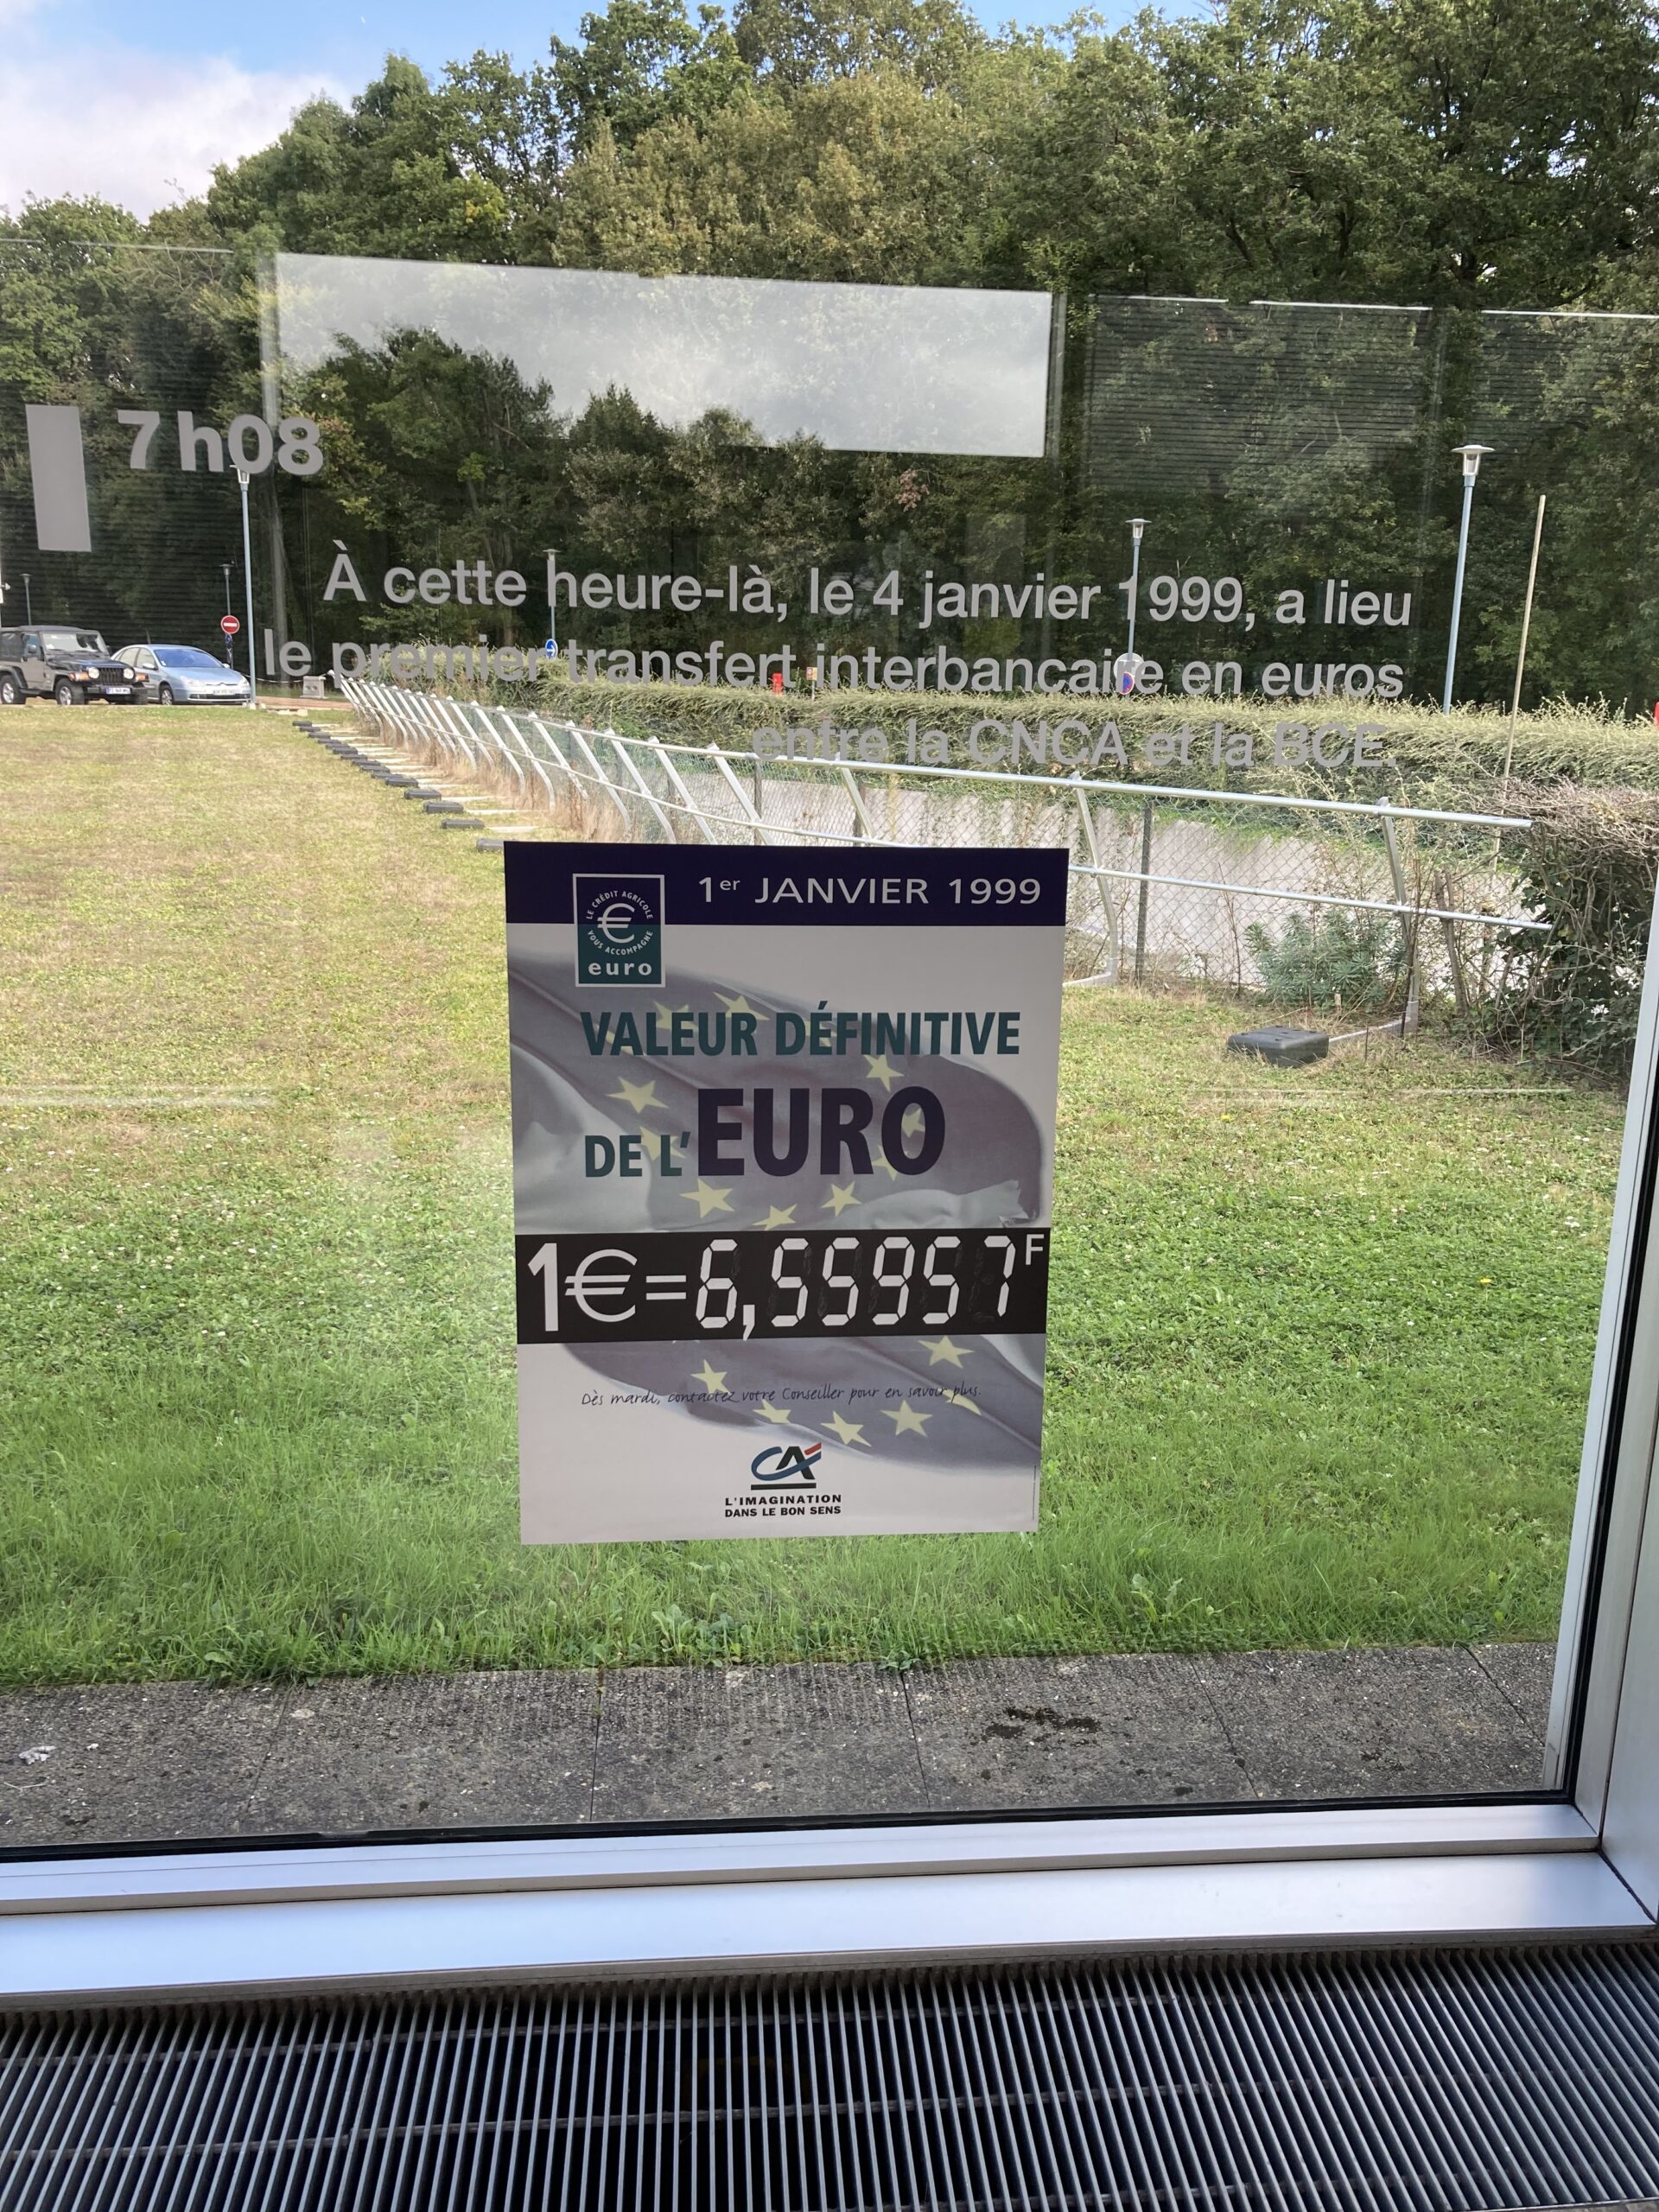 7h08
À cette heure-là, le 4 janvier 1999, a lieu
le premier transfert interbancaire en euros
entre la CNCA et la BCE.
1er JANVIER 1999
LE CRÉDIT AGRICOLE
€
VOUS ACCOMPAGNE
euro
VALEUR DÉFINITIVE
DE L'EURO
1€=6,55957F
Dès mardi, contactez votre Conseiller pour en savoir plus.
CA
L'IMAGINATION
DANS LE BON SENS